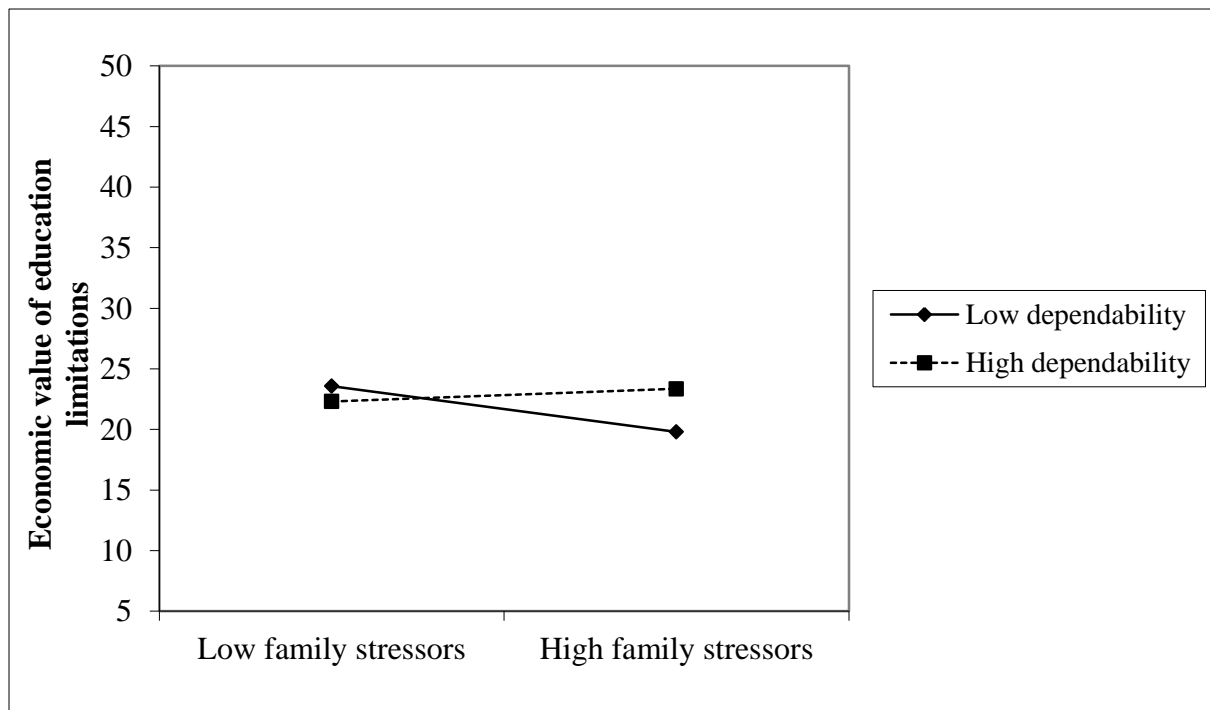 50
45
40
35
30
25
20
15
10
5
Economic value of education
limitations
Low family stressors
High family stressors
Low dependability
High dependability